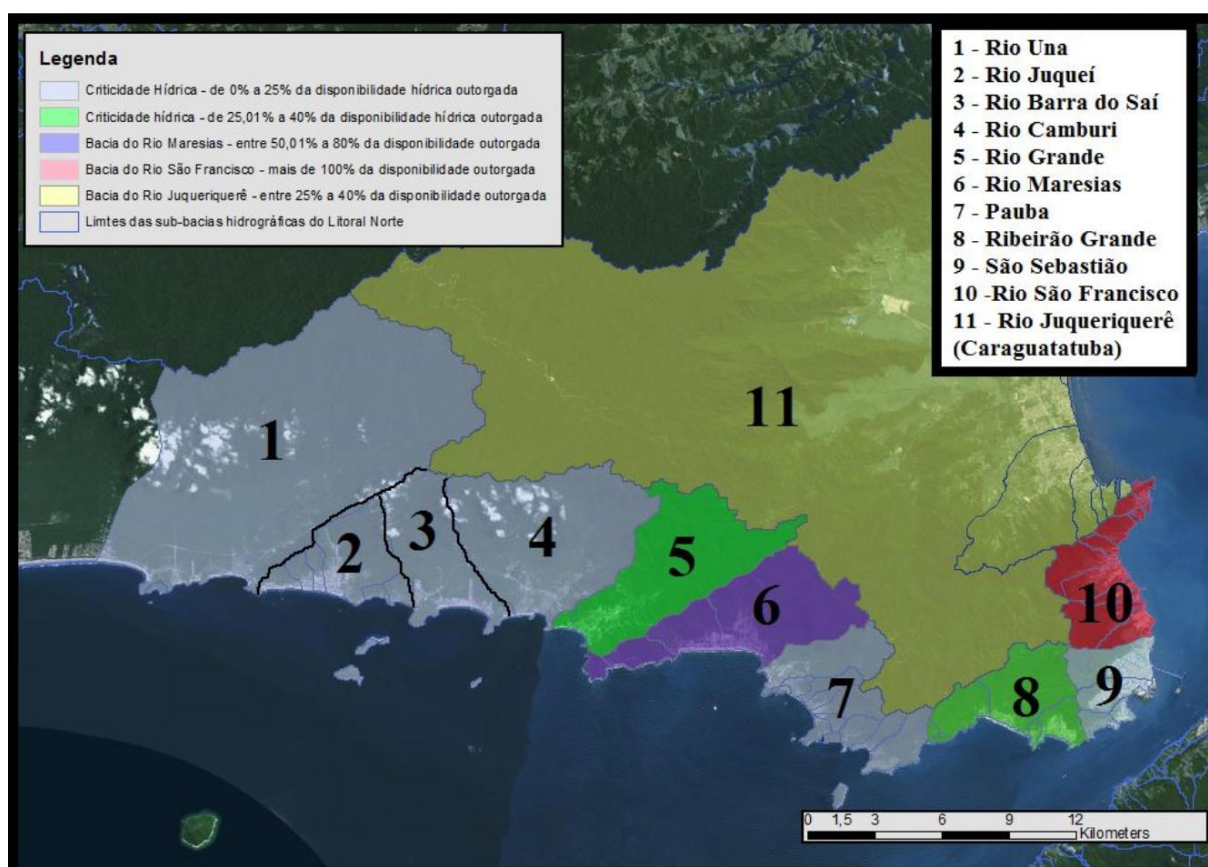 Legenda
Criticidade Hídrica - de 0% a 25% da disponibilidade hídrica outorgada
Criticidade hídrica - de 25,01% a 40% da disponibilidade hídrica outorgada
Bacia do Rio Maresias - entre 50,01% a 80% da disponibilidade outorgada
Bacia do Rio São Francisco - mais de 100% da disponibilidade outorgada
Bacia do Rio Juqueriquerê - entre 25% a 40% da disponibilidade outorgada
Limtes das sub-bacias hidrográficas do Litoral Norte
1 - Rio Una
2 - Rio Juqueí
3 - Rio Barra do Saí
4 - Rio Camburi
5 - Rio Grande
6 - Rio Maresias
7 - Pauba
8 - Ribeirão Grande
9 - São Sebastião
10 -Rio São Francisco
11 - Rio Juqueriquerê
(Caraguatatuba)
11
1
2
3
4
5
6
10
7
8
9
0 1,5 3 6 9 12
Kilometers